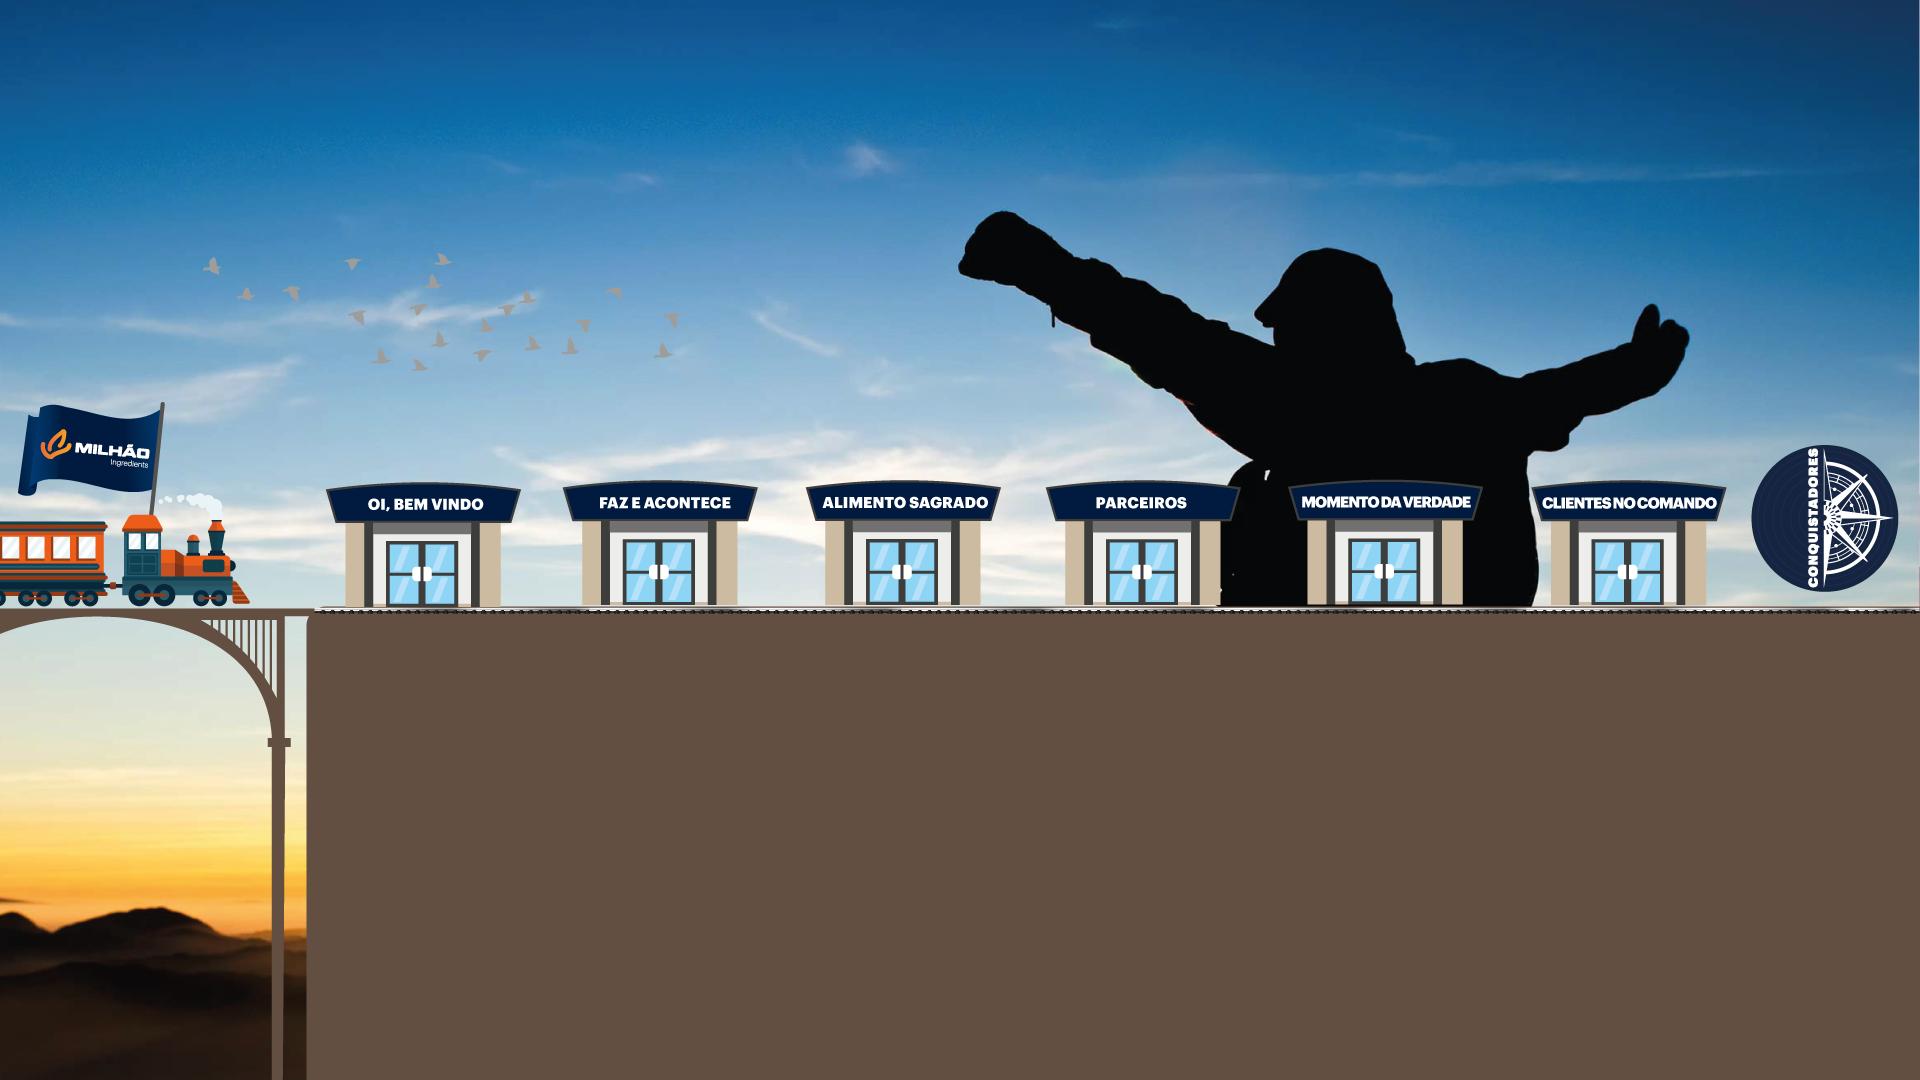 MILHÃO
Ingredients
OI, BEM VINDO
FAZ E ACONTECE
ALIMENTO SAGRADO
PARCEIROS
MOMENTO DA VERDADE
CLIENTES NO COMANDO
CONQUISTADORES